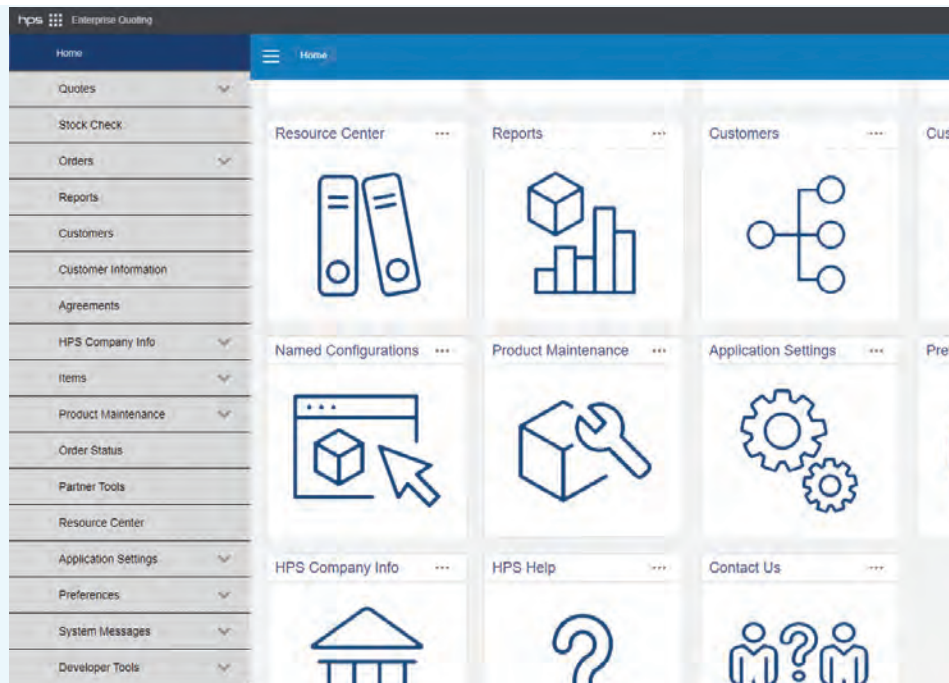 hps Enterprise Quoting
Home
Quotes
Stock Check
Orders
Reports
Customers
Customer Information
Agreements
HPS Company Info
Items
Product Maintenance
Order Status
Partner Tools
Resource Center
Application Settings
Preferences
System Messages
Developer Tools
Home
Resource Center ... Reports ... Customers ... Cus
Named Configurations ... Product Maintenance ... Application Settings ... Pre
HPS Company Info ... HPS Help ... Contact Us ...